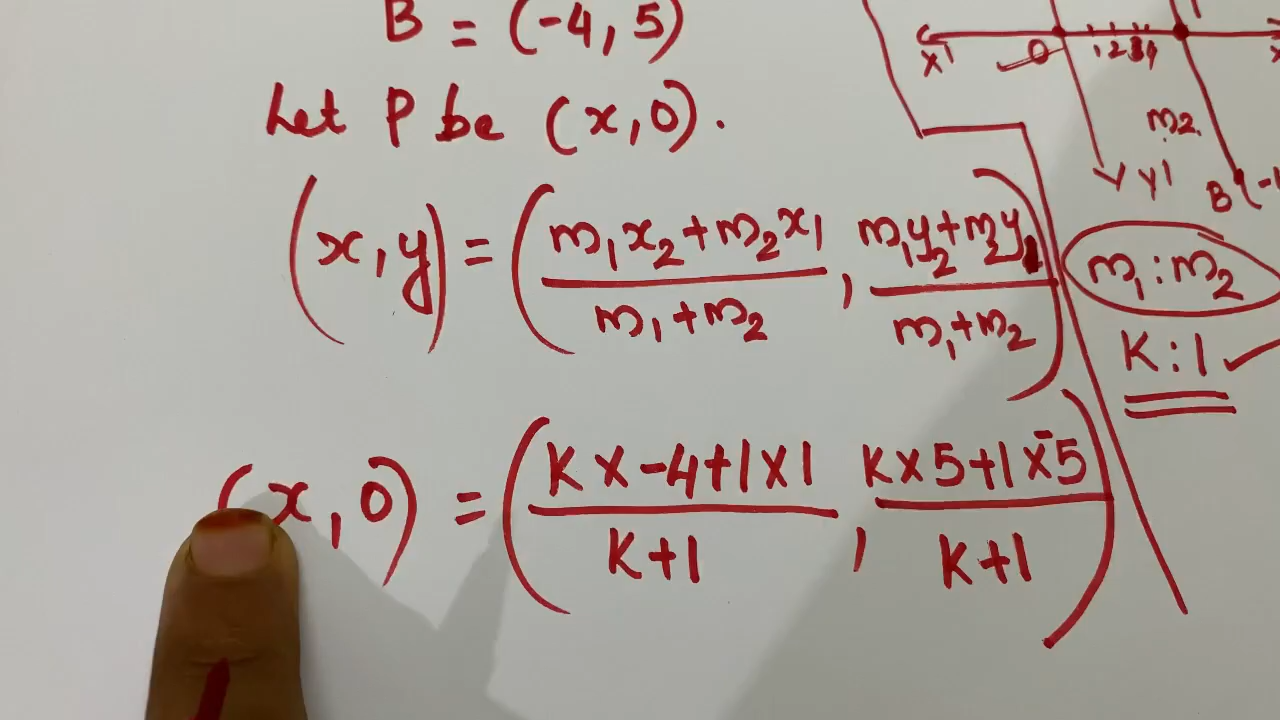 B = (-4, 5)
Let P be (x, 0).
(x, y) = (m₁x₂ + m₂x₁ / m₁ + m₂ , m₁y₂ + m₂y₁ / m₁ + m₂)
(x, 0) = (K × -4 + 1 × 1 / K + 1 , K × 5 + 1 × -5 / K + 1)
X' O 1 2 3 4 X
m₂
Y' B(-4
m₁ : m₂
K : 1